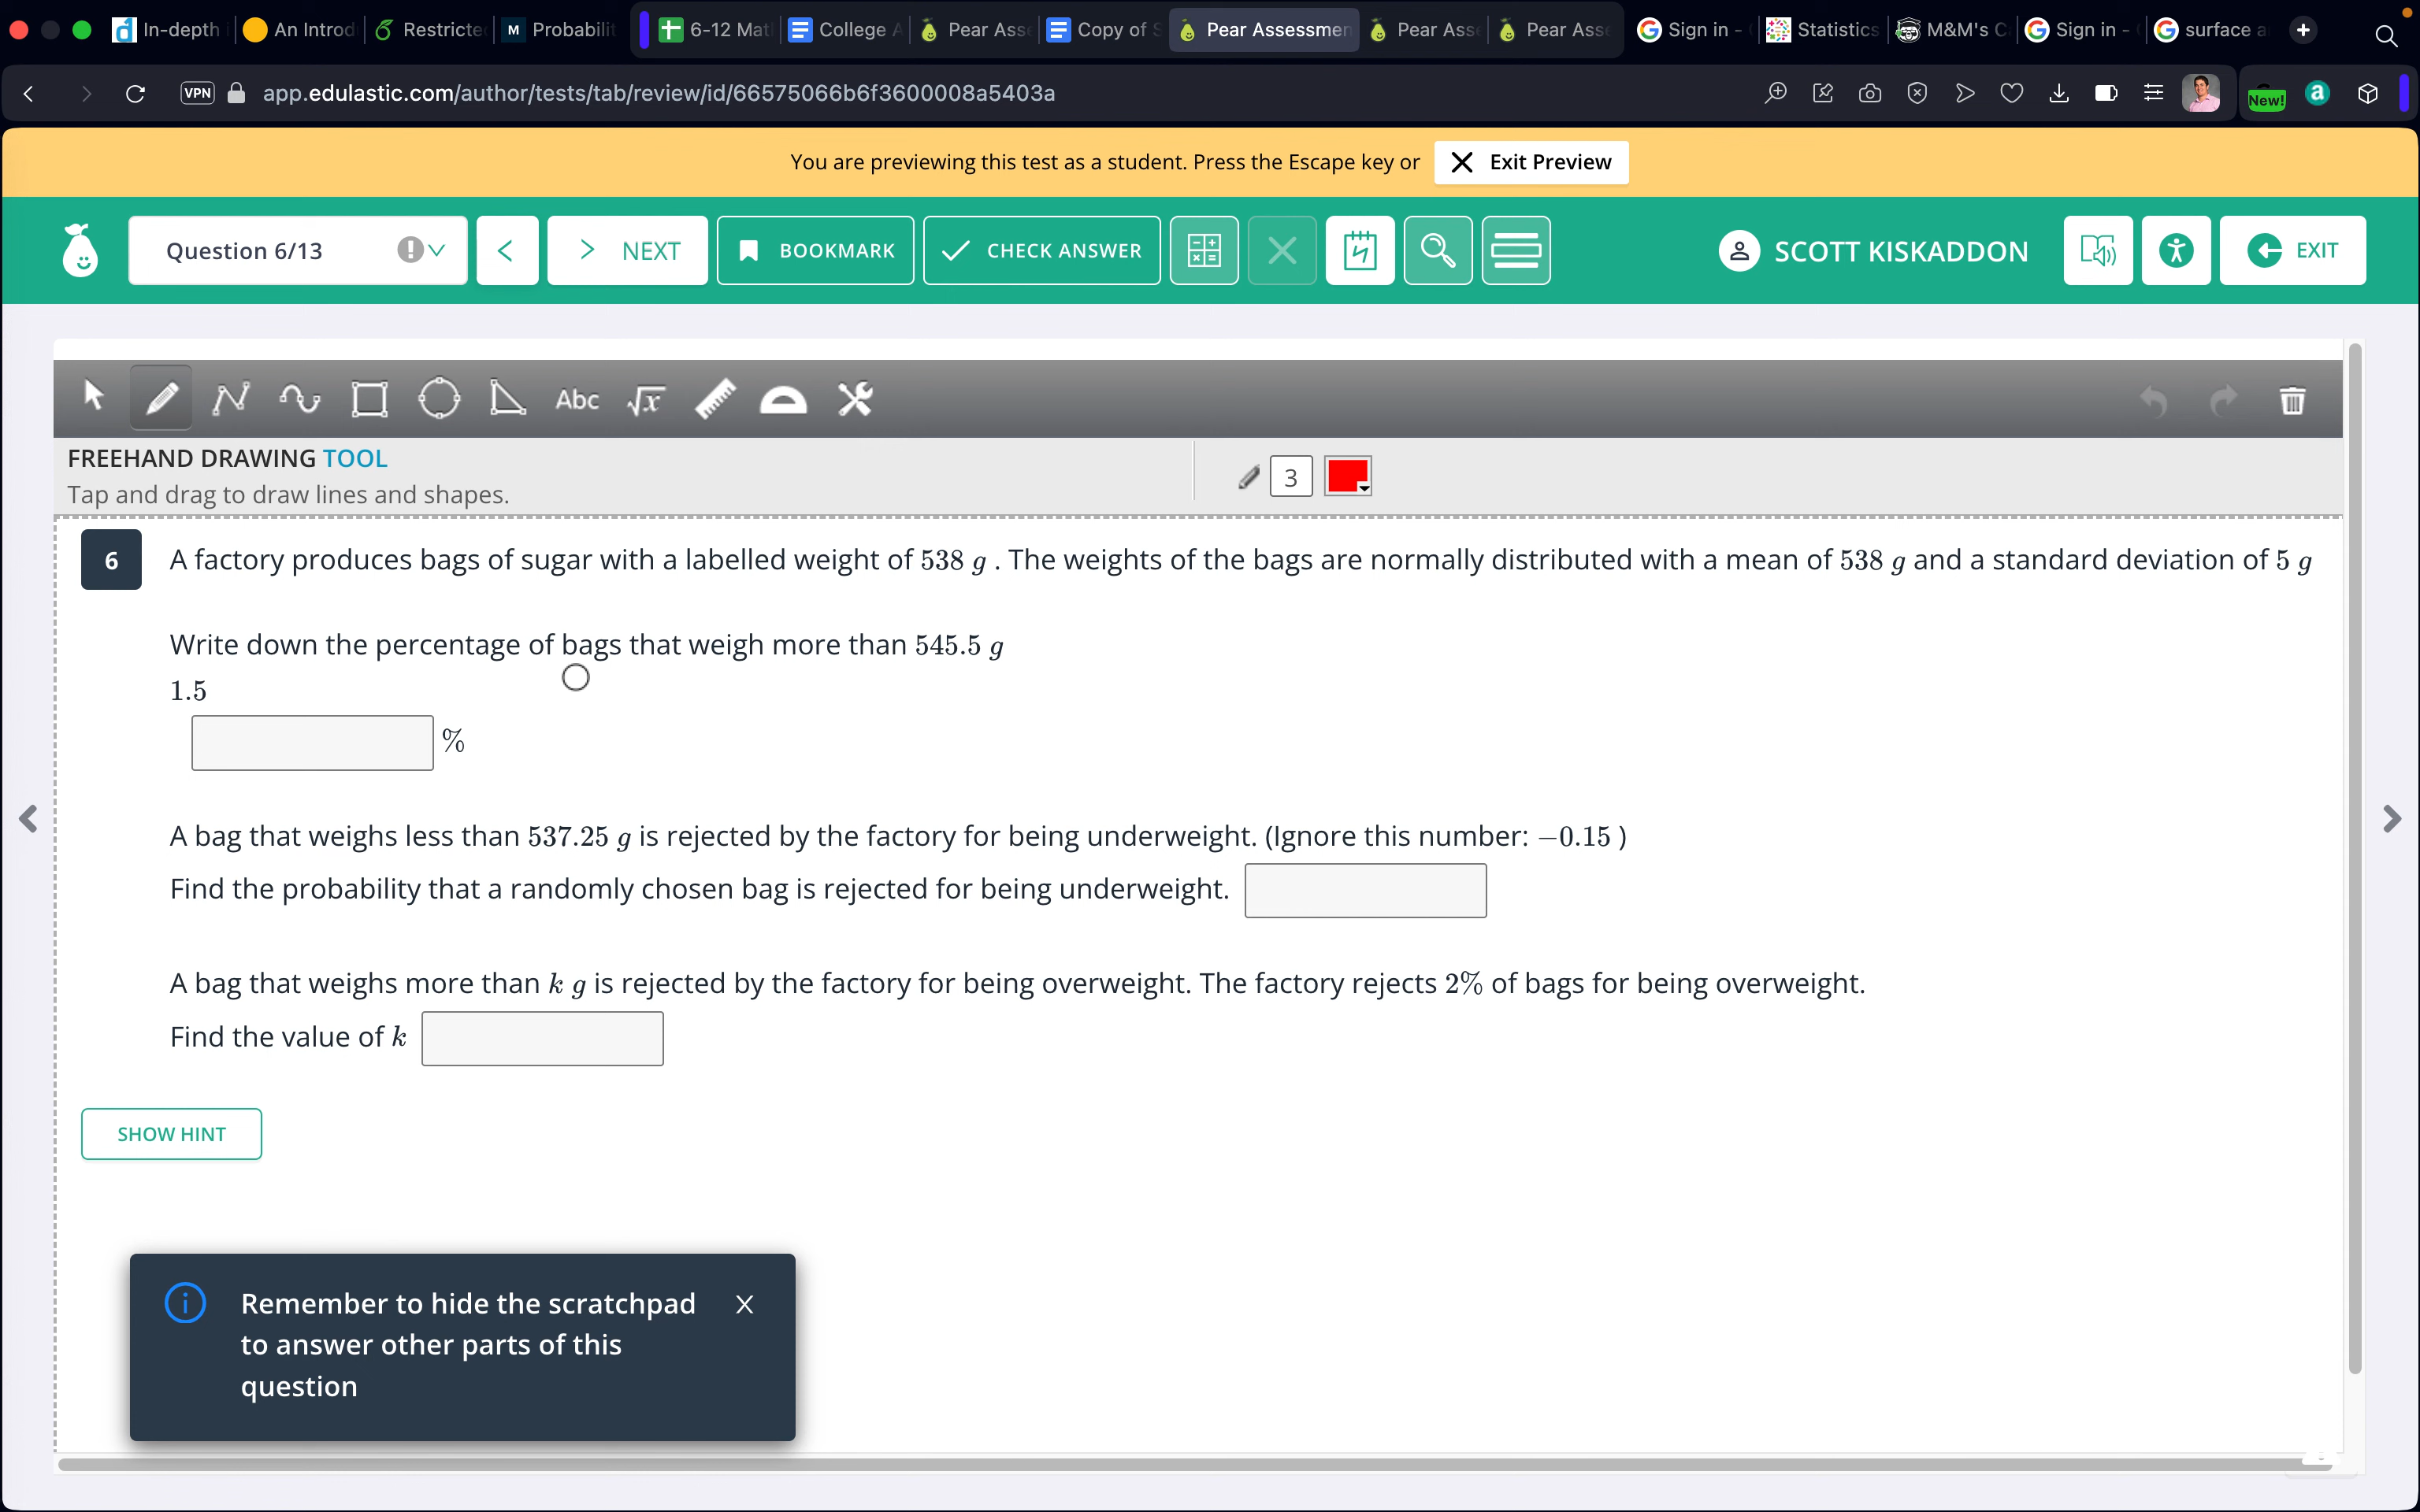 In-depth An Introd Restricte M Probabilit 6-12 Mat College A Pear Asse Copy of S Pear Assessmen Pear Asse Pear Asse Sign in - Statistics M&M's C Sign in - surface a
VPN app.edulastic.com/author/tests/tab/review/id/66575066b6f3600008a5403a New! a
You are previewing this test as a student. Press the Escape key or Exit Preview
Question 6/13 NEXT BOOKMARK CHECK ANSWER SCOTT KISKADDON EXIT
Abc √x
FREEHAND DRAWING TOOL
Tap and drag to draw lines and shapes.
3
6 A factory produces bags of sugar with a labelled weight of 538 g . The weights of the bags are normally distributed with a mean of 538 g and a standard deviation of 5 g
Write down the percentage of bags that weigh more than 545.5 g
1.5
%
A bag that weighs less than 537.25 g is rejected by the factory for being underweight. (Ignore this number: −0.15 )
Find the probability that a randomly chosen bag is rejected for being underweight.
A bag that weighs more than k g is rejected by the factory for being overweight. The factory rejects 2% of bags for being overweight.
Find the value of k
SHOW HINT
Remember to hide the scratchpad X
to answer other parts of this
question